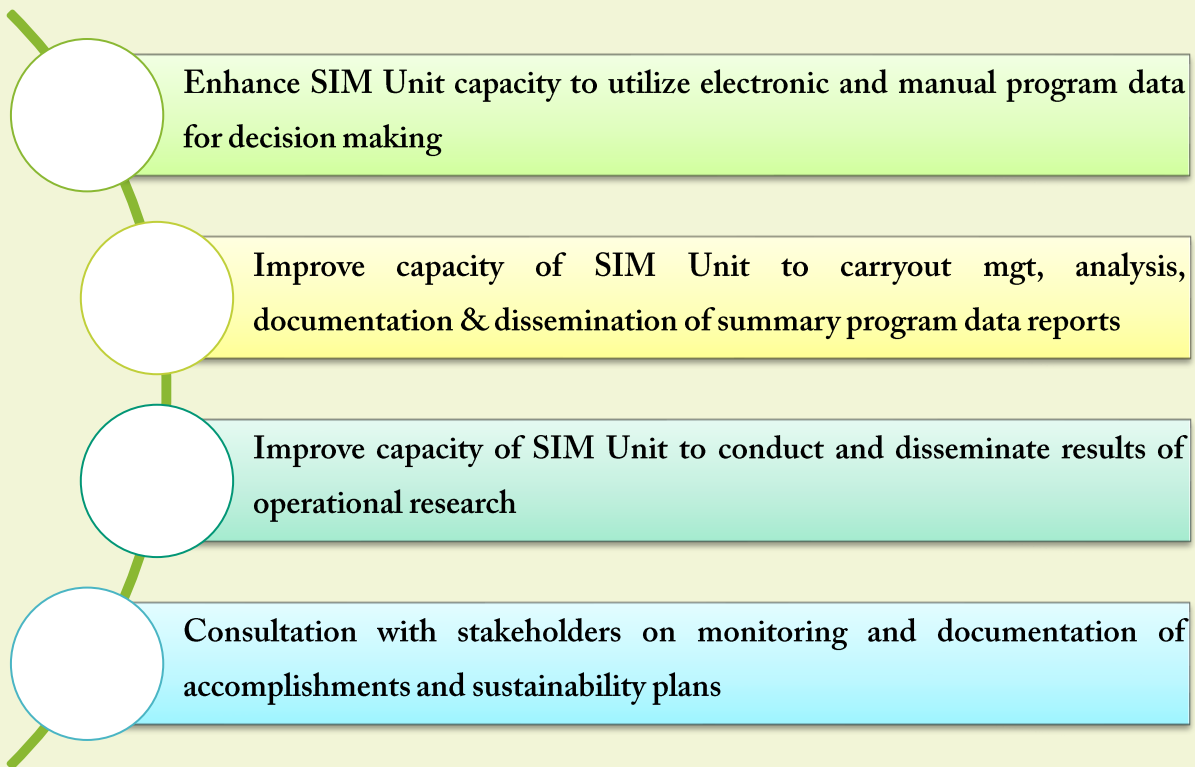 Enhance SIM Unit capacity to utilize electronic and manual program data
for decision making
Improve capacity of SIM Unit to carryout mgt, analysis,
documentation & dissemination of summary program data reports
Improve capacity of SIM Unit to conduct and disseminate results of
operational research
Consultation with stakeholders on monitoring and documentation of
accomplishments and sustainability plans